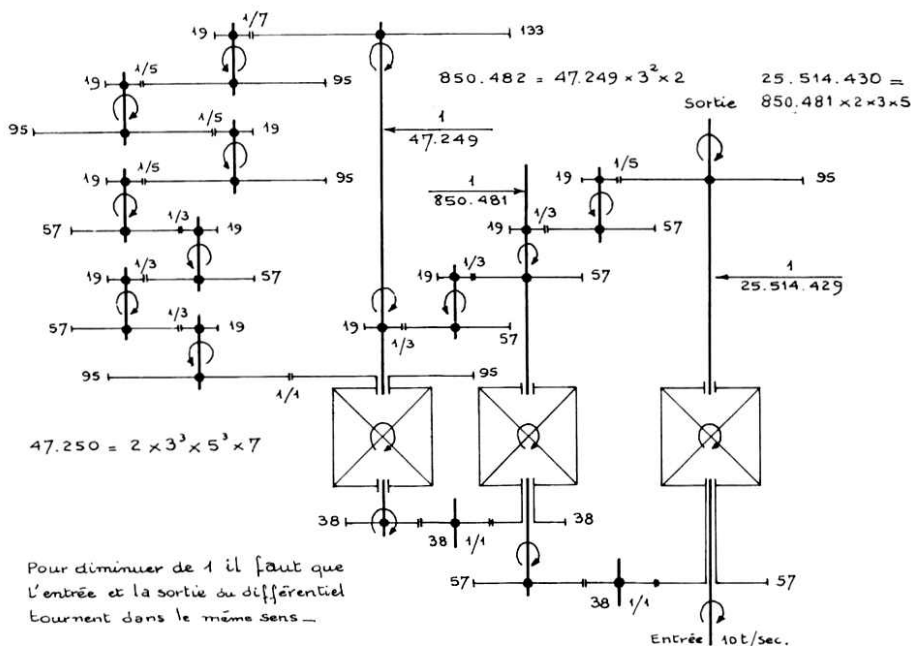 19 1/7 133
19 1/5 95
850.482 = 47.249 x 3² x 2
25.514.430 =
850.481 x 2 x 3 x 5
Sortie
95 1/5 19
1
47.249
19 1/5 95
1
850.481
19 1/5 95
57 1/3 19
19 1/3 57
19 1/3 57
19 1/3 57
1
25.514.429
57 1/3 19
19 1/3 57
95 1/1 95
47.250 = 2 x 3³ x 5³ x 7
38 38 1/1 38
57 38 1/1 57
Pour diminuer de 1 il faut que
l'entrée et la sortie du différentiel
tournent dans le même sens _
Entrée 10t/sec.